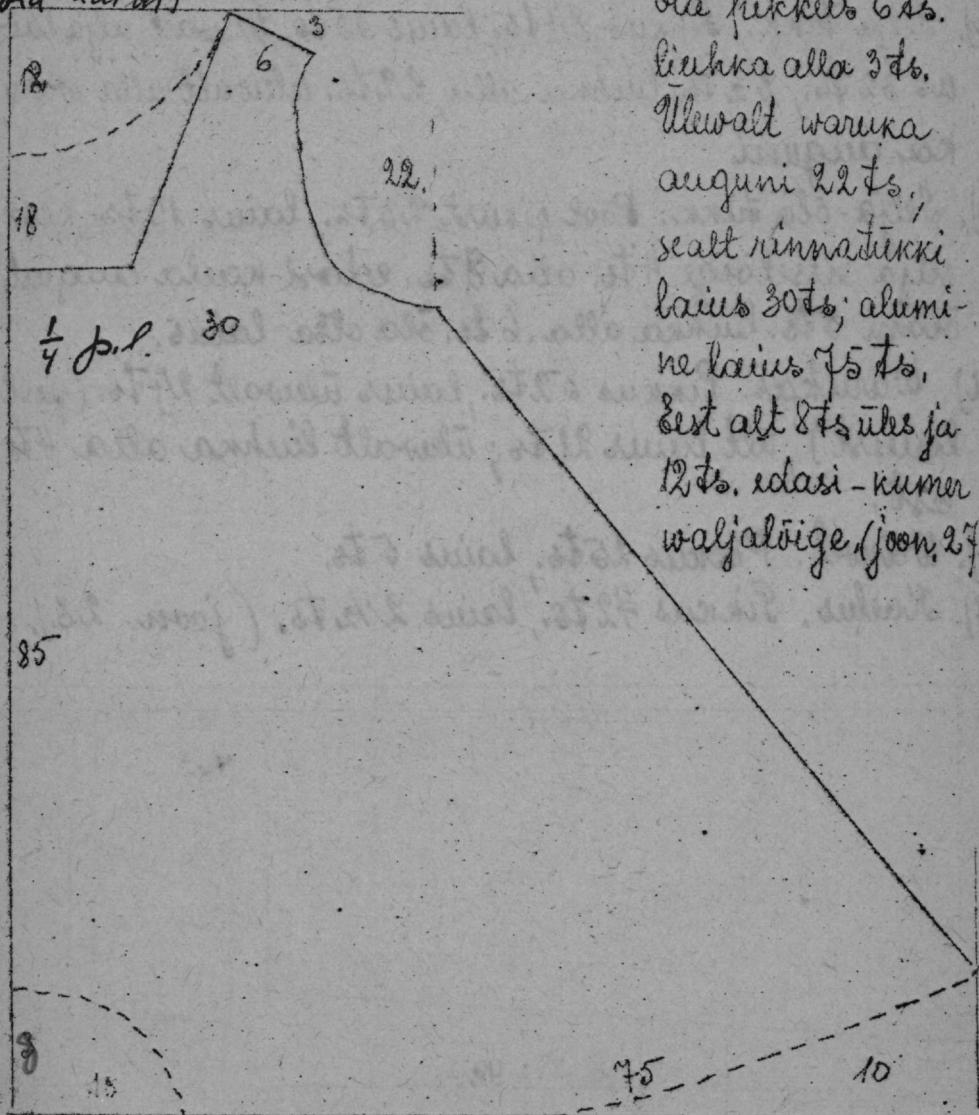 õla pikkus 6 ts.
liuhka alla 3 ts.
Ülewalt waruka
auguni 22 ts.,
sealt rinnatükki
laius 30 ts; alumi-
ne laius 75 ts.
Eest alt 8 ts üles ja
12 ts. edasi - kumer
waljalõige. (joon. 27
3
6
12
22.
18
30
1/4 p.l.
85
8
75
10